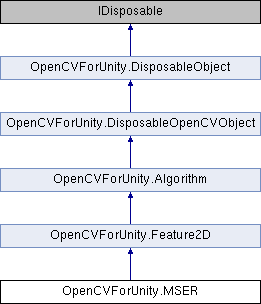 IDisposable
OpenCVForUnity.DisposableObject
OpenCVForUnity.DisposableOpenCVObject
OpenCVForUnity.Algorithm
OpenCVForUnity.Feature2D
OpenCVForUnity.MSER